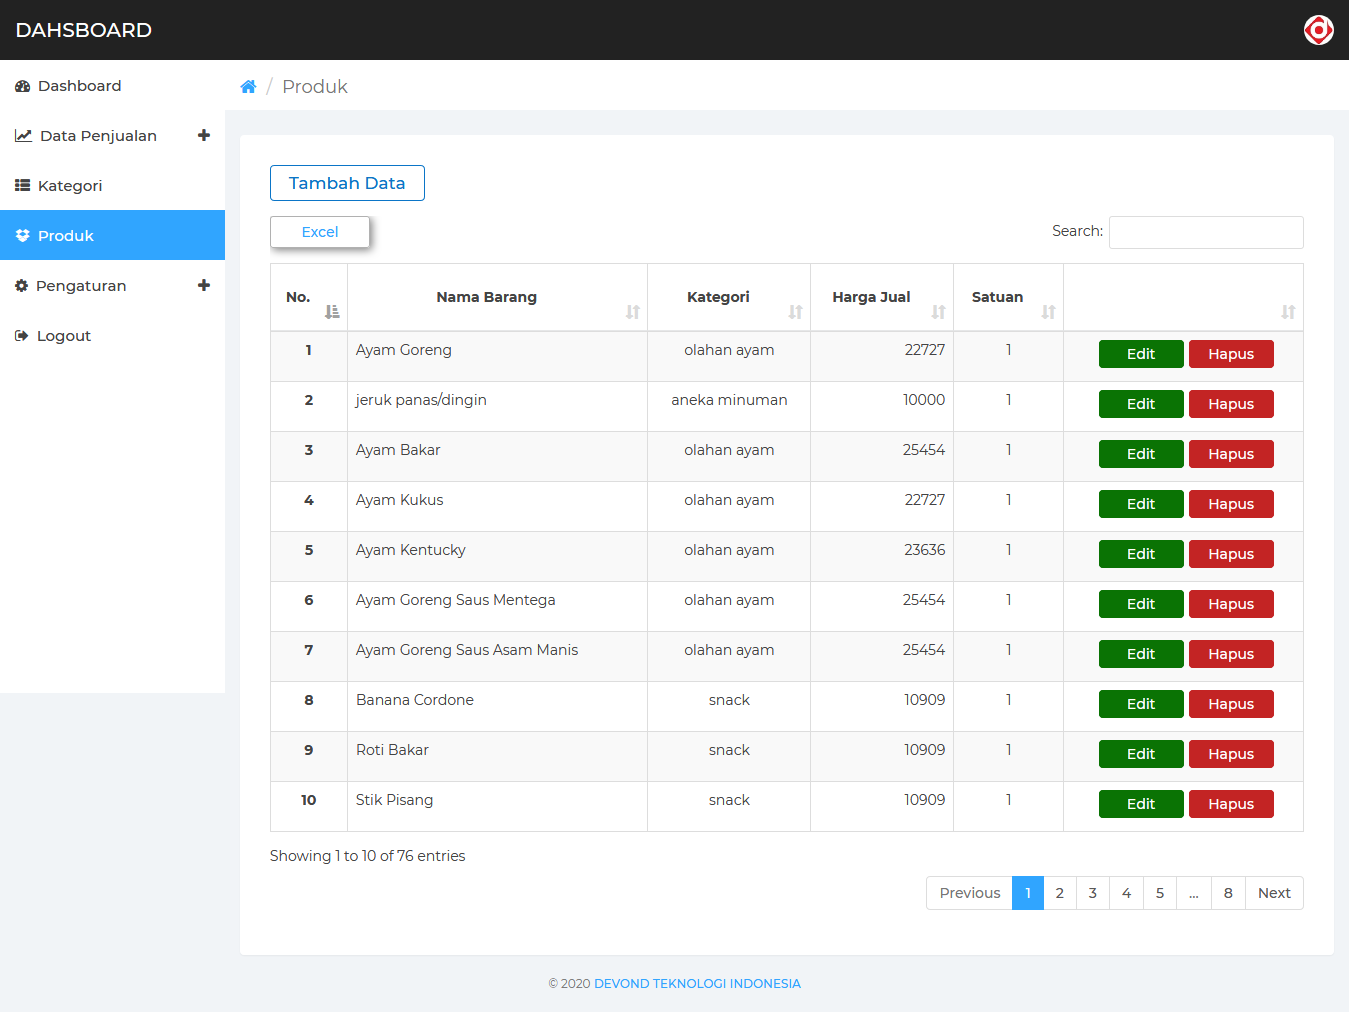 DAHSBOARD
Dashboard
Data Penjualan
Kategori
Produk
Pengaturan
Logout
/ Produk
Tambah Data
Excel
Search:
No. Nama Barang Kategori Harga Jual Satuan
1 Ayam Goreng olahan ayam 22727 1 Edit Hapus
2 jeruk panas/dingin aneka minuman 10000 1 Edit Hapus
3 Ayam Bakar olahan ayam 25454 1 Edit Hapus
4 Ayam Kukus olahan ayam 22727 1 Edit Hapus
5 Ayam Kentucky olahan ayam 23636 1 Edit Hapus
6 Ayam Goreng Saus Mentega olahan ayam 25454 1 Edit Hapus
7 Ayam Goreng Saus Asam Manis olahan ayam 25454 1 Edit Hapus
8 Banana Cordone snack 10909 1 Edit Hapus
9 Roti Bakar snack 10909 1 Edit Hapus
10 Stik Pisang snack 10909 1 Edit Hapus
Showing 1 to 10 of 76 entries
Previous 1 2 3 4 5 ... 8 Next
© 2020 DEVOND TEKNOLOGI INDONESIA